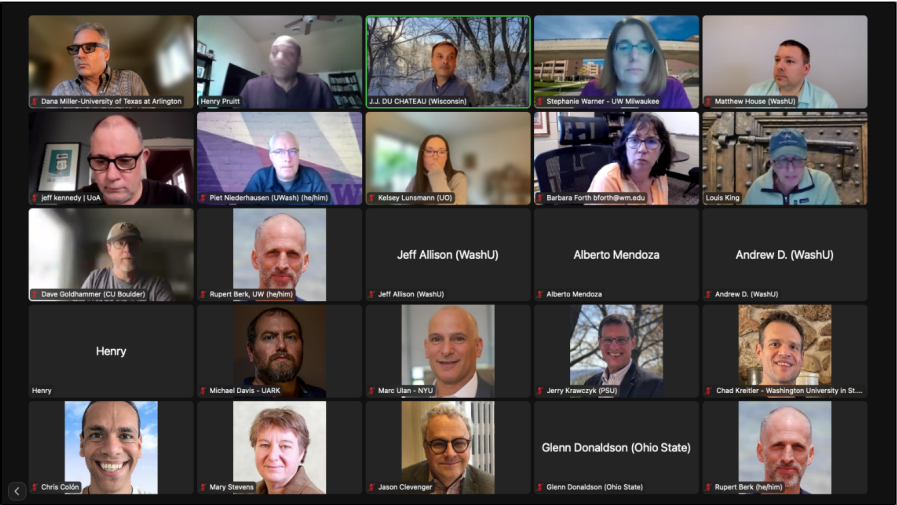 Dana Miller-University of Texas at Arlington
Henry Pruitt
J.J. DU CHATEAU (Wisconsin)
Stephanie Warner - UW Milwaukee
Matthew House (WashU)
jeff kennedy | UoA
Piet Niederhausen (UWash) (he/him)
Kelsey Lunsmann (UO)
Barbara Forth bforth@wm.edu
Louis King
Dave Goldhammer (CU Boulder)
Rupert Berk, UW (he/him)
Jeff Allison (WashU)
Jeff Allison (WashU)
Alberto Mendoza
Alberto Mendoza
Andrew D. (WashU)
Andrew D. (WashU)
Henry
Henry
Michael Davis - UARK
Marc Ulan - NYU
Jerry Krawczyk (PSU)
Chad Kreitler - Washington University in St....
Chris Colón
Mary Stevens
Jason Clevenger
Glenn Donaldson (Ohio State)
Glenn Donaldson (Ohio State)
Rupert Berk (he/him)